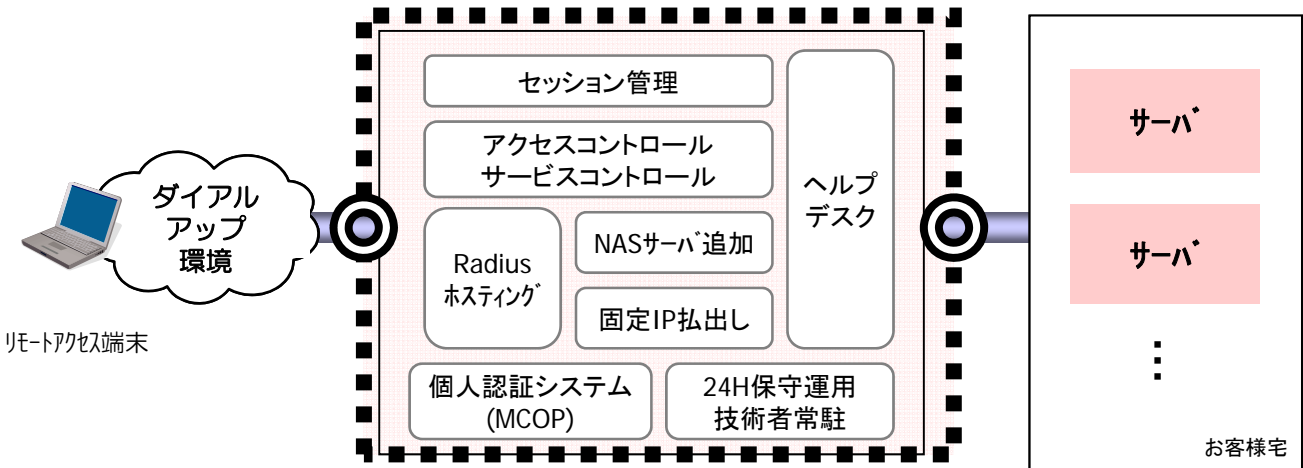 セッション管理
アクセスコントロール
サービスコントロール
ヘルプ
デスク
Radius
ﾎｽﾃｨﾝｸﾞ
NASｻｰﾊﾞ追加
固定IP払出し
個人認証システム
(MCOP)
24H保守運用
技術者常駐
ダイアル
アップ
環境
ﾘﾓｰﾄｱｸｾｽ端末
ｻｰﾊﾞ
ｻｰﾊﾞ
⋮
お客様宅